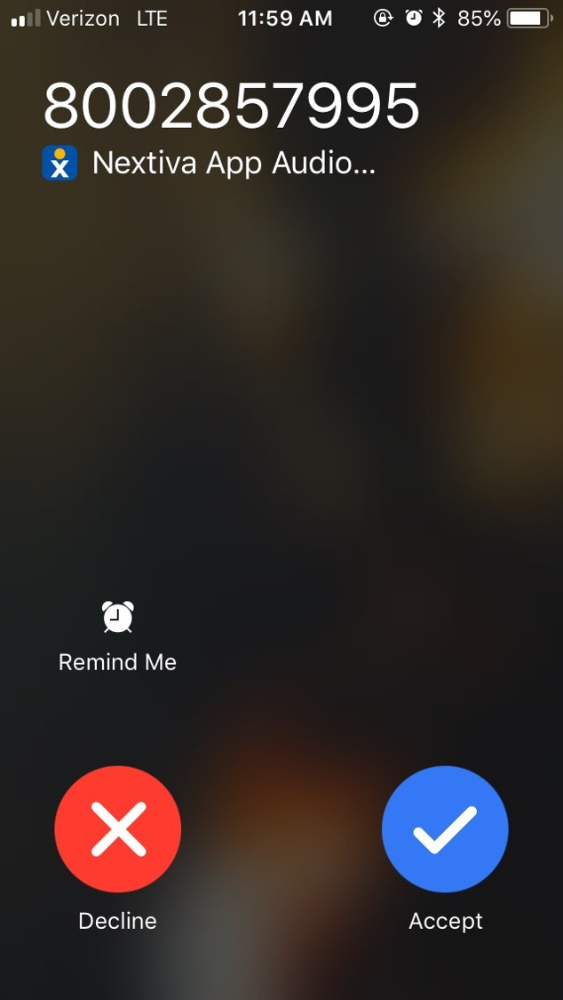 Verizon LTE 11:59 AM 85%
8002857995
x Nextiva App Audio...
Remind Me
Decline Accept